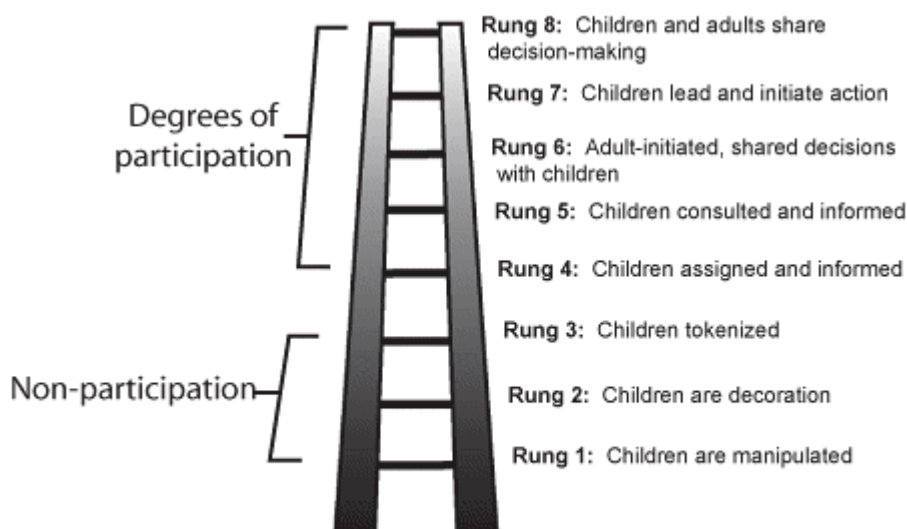 Rung 8: Children and adults share
decision-making
Rung 7: Children lead and initiate action
Degrees of
participation
Rung 6: Adult-initiated, shared decisions
with children
Rung 5: Children consulted and informed
Rung 4: Children assigned and informed
Rung 3: Children tokenized
Non-participation
Rung 2: Children are decoration
Rung 1: Children are manipulated